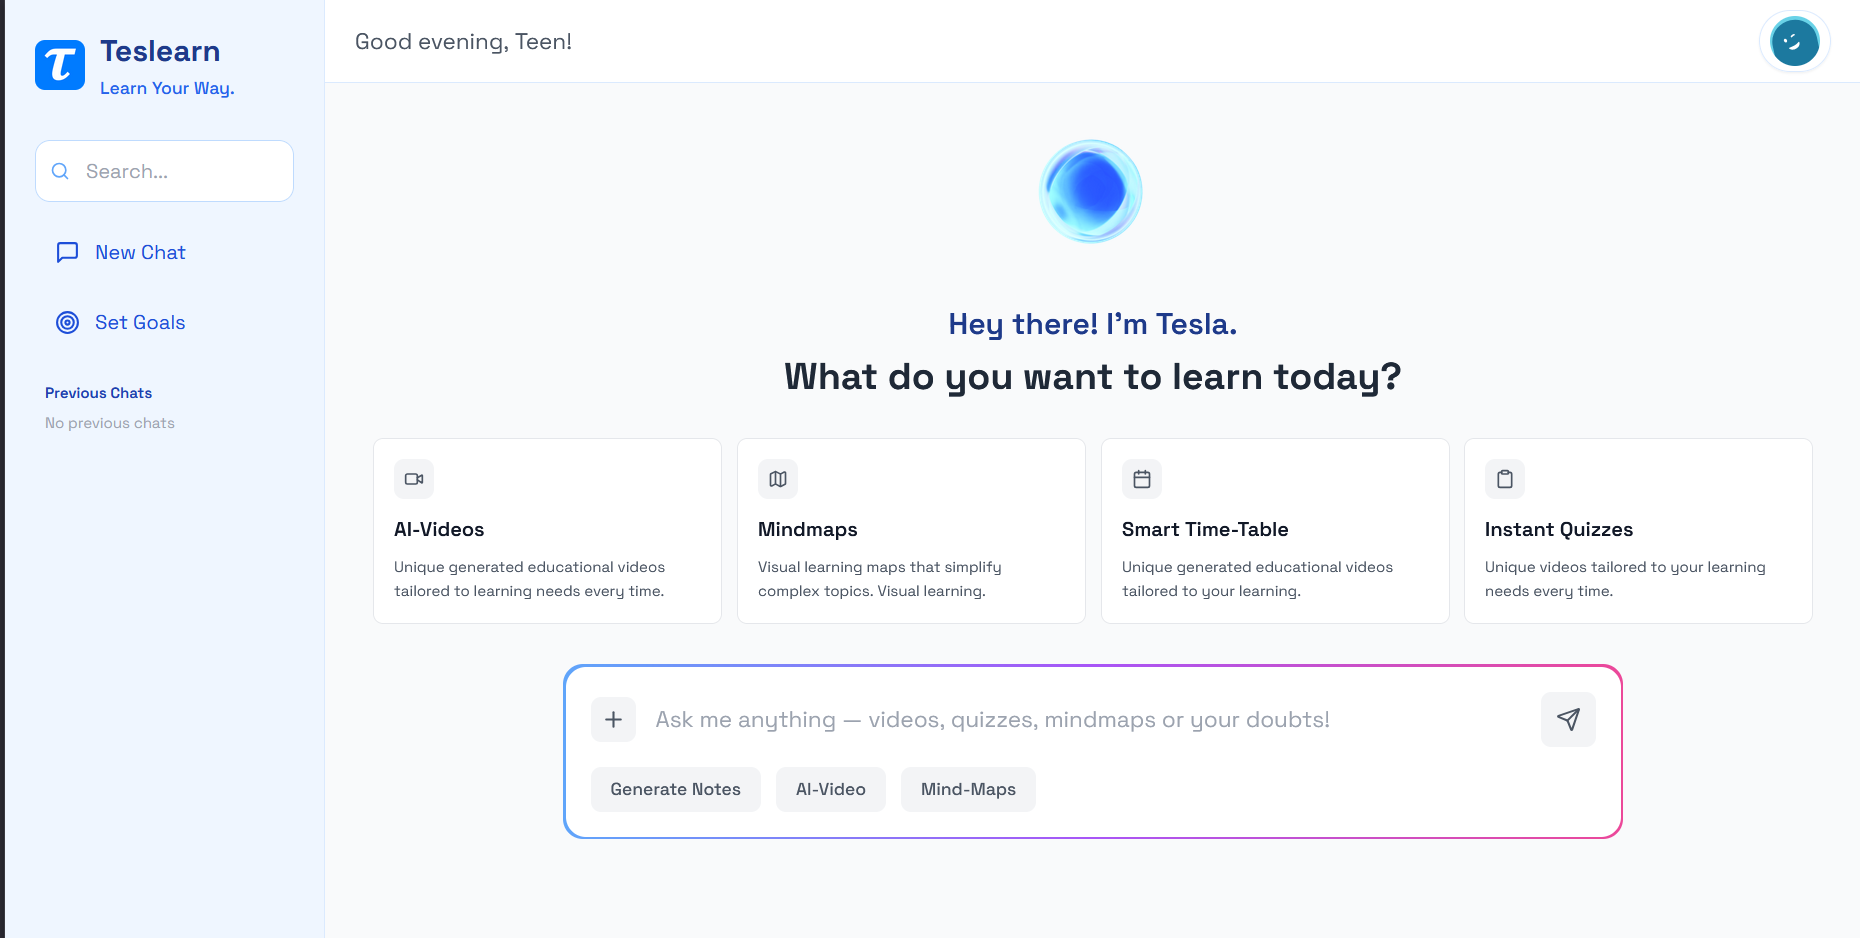 Teslearn
Learn Your Way.
Search...
New Chat
Set Goals
Previous Chats
No previous chats
Good evening, Teen!
Hey there! I'm Tesla.
What do you want to learn today?
AI-Videos
Unique generated educational videos
tailored to learning needs every time.
Mindmaps
Visual learning maps that simplify
complex topics. Visual learning.
Smart Time-Table
Unique generated educational videos
tailored to your learning.
Instant Quizzes
Unique videos tailored to your learning
needs every time.
Ask me anything — videos, quizzes, mindmaps or your doubts!
Generate Notes
AI-Video
Mind-Maps